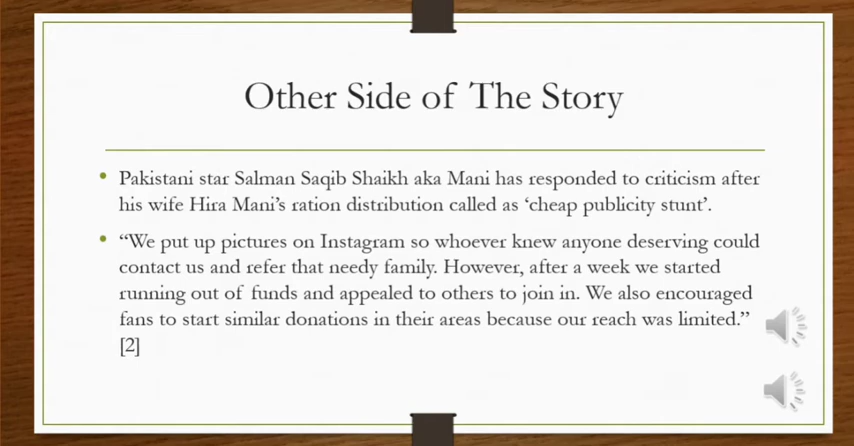 Other Side of The Story
• Pakistani star Salman Saqib Shaikh aka Mani has responded to criticism after
his wife Hira Mani’s ration distribution called as ‘cheap publicity stunt’.
• “We put up pictures on Instagram so whoever knew anyone deserving could
contact us and refer that needy family. However, after a week we started
running out of funds and appealed to others to join in. We also encouraged
fans to start similar donations in their areas because our reach was limited.”
[2]